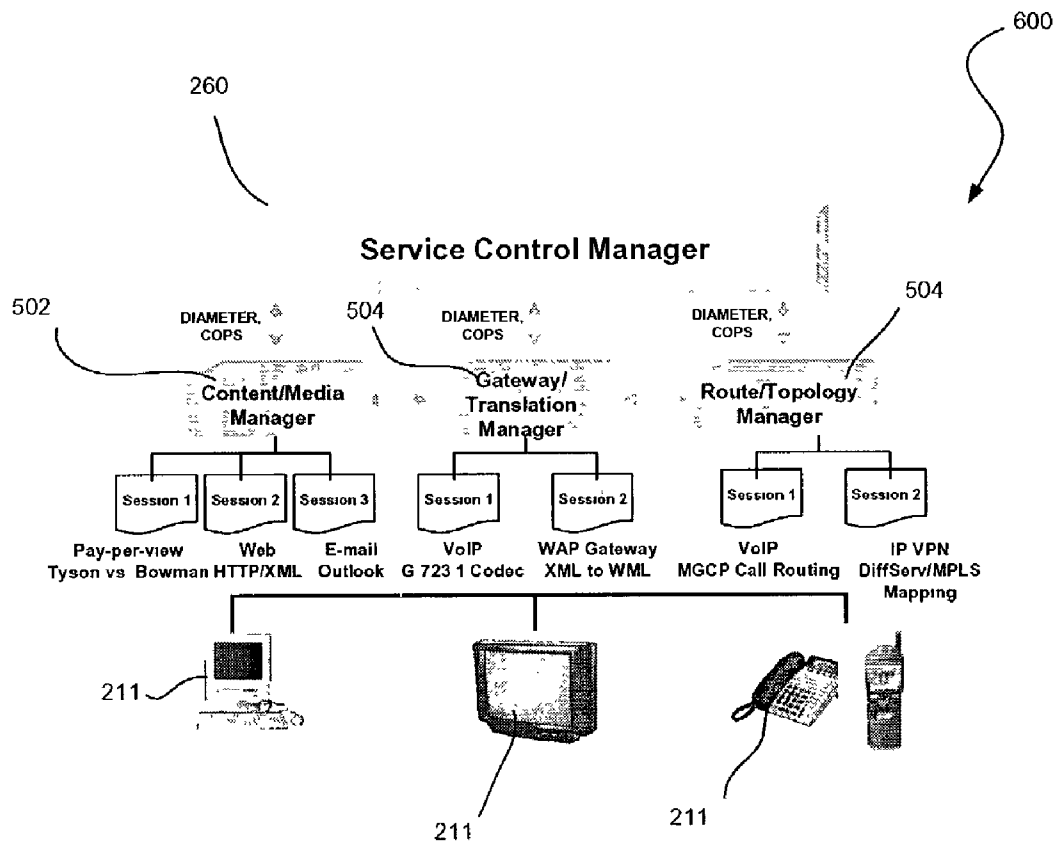 600
260
Service Control Manager
502
504
504
DIAMETER,
COPS
DIAMETER,
COPS
DIAMETER,
COPS
Content/Media
Manager
Gateway/
Translation
Manager
Route/Topology
Manager
Session 1
Session 2
Session 3
Session 1
Session 2
Session 1
Session 2
Pay-per-view
Tyson vs Bowman
Web
HTTP/XML
E-mail
Outlook
VoIP
G 723 1 Codec
WAP Gateway
XML to WML
VoIP
MGCP Call Routing
IP VPN
DiffServ/MPLS
Mapping
211
211
211